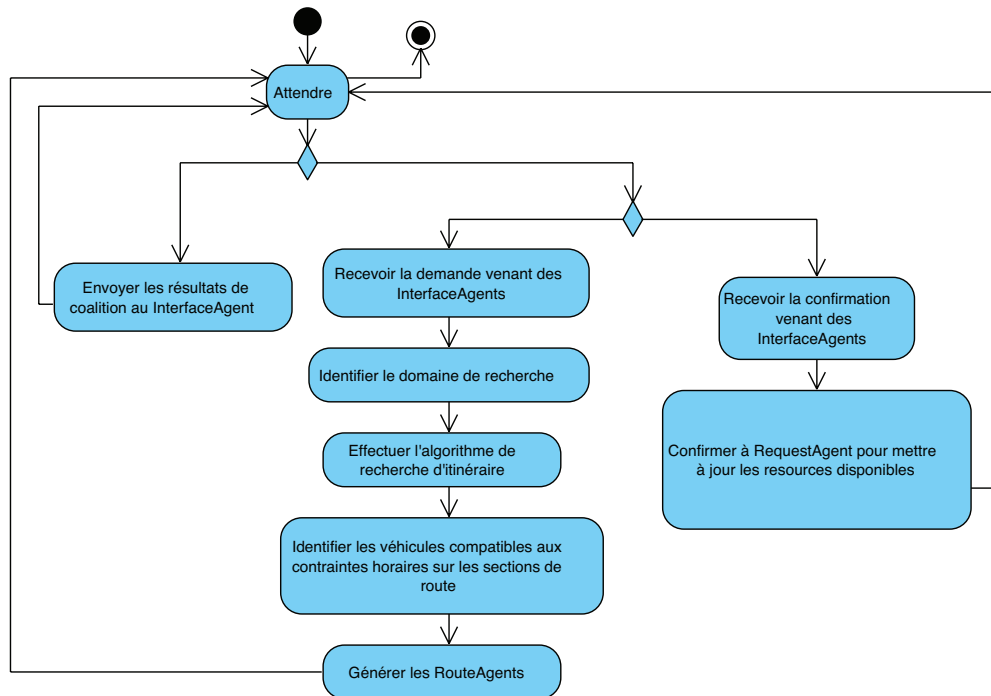 Attendre
Envoyer les résultats de
coalition au InterfaceAgent
Recevoir la demande venant des
InterfaceAgents
Identifier le domaine de recherche
Effectuer l'algorithme de
recherche d'itinéraire
Identifier les véhicules compatibles aux
contraintes horaires sur les sections de
route
Générer les RouteAgents
Recevoir la confirmation
venant des
InterfaceAgents
Confirmer à RequestAgent pour mettre
à jour les resources disponibles